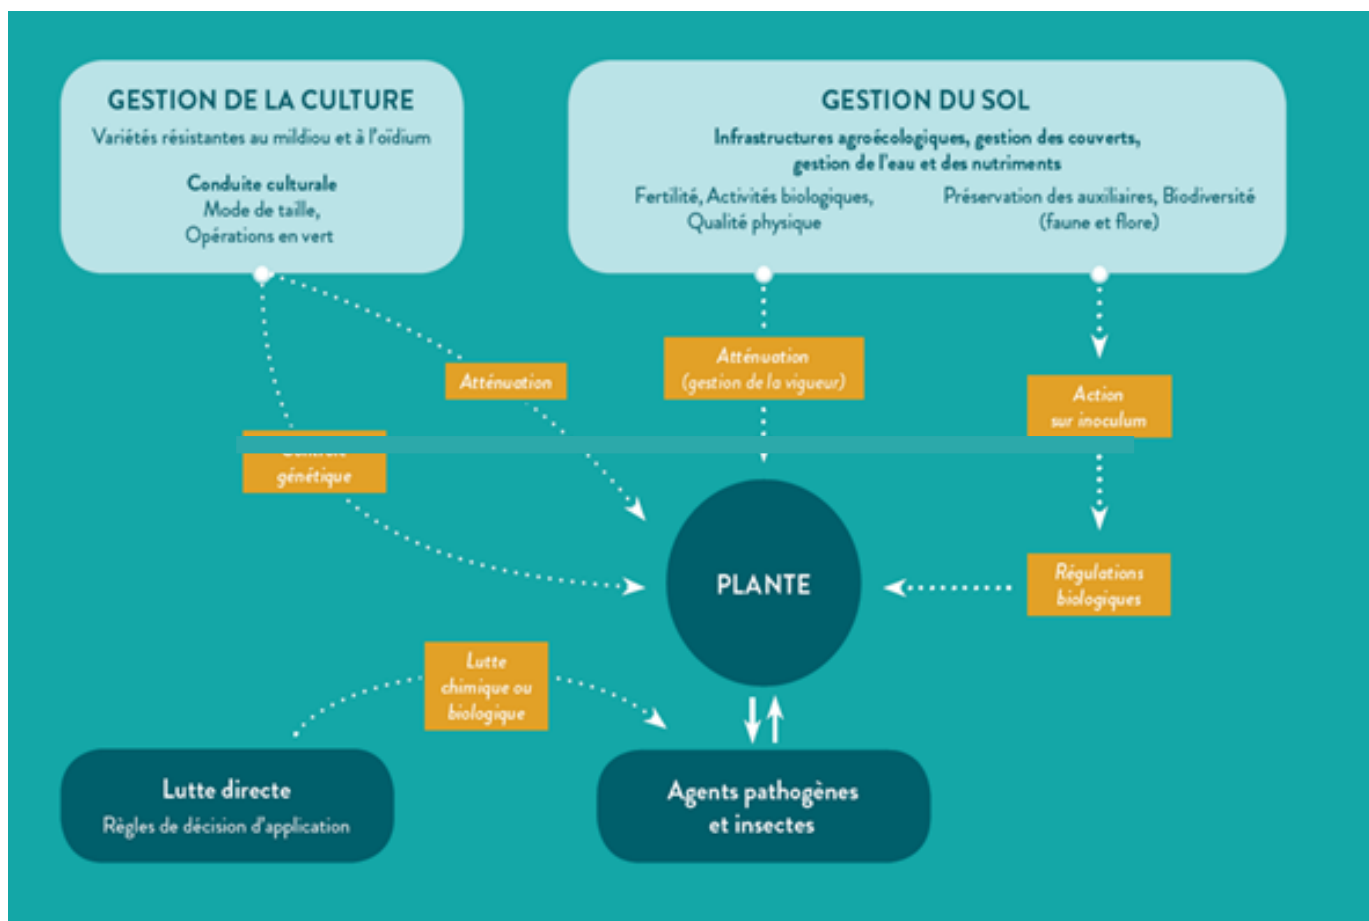 GESTION DE LA CULTURE
Variétés résistantes au mildiou et à l'oïdium
Conduite culturale
Mode de taille,
Opérations en vert
GESTION DU SOL
Infrastructures agroécologiques, gestion des couverts,
gestion de l'eau et des nutriments
Fertilité, Activités biologiques,
Qualité physique
Préservation des auxiliaires, Biodiversité
(faune et flore)
Atténuation
Atténuation
(gestion de la vigueur)
Action
sur inoculum
génétique
PLANTE
Régulations
biologiques
Lutte
chimique ou
biologique
Lutte directe
Règles de décision d'application
Agents pathogènes
et insectes